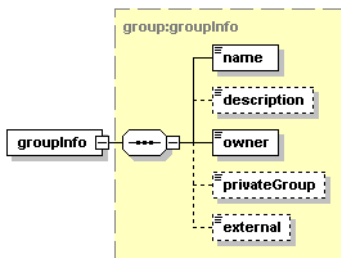 group:groupInfo
name
description
groupInfo
owner
privateGroup
external